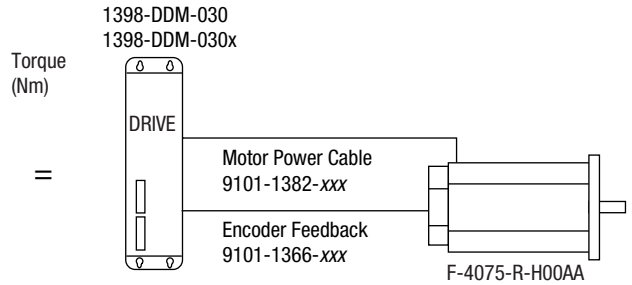 1398-DDM-030
1398-DDM-030x
Torque
(Nm)
DRIVE
=
Motor Power Cable
9101-1382-xxx
Encoder Feedback
9101-1366-xxx
F-4075-R-H00AA